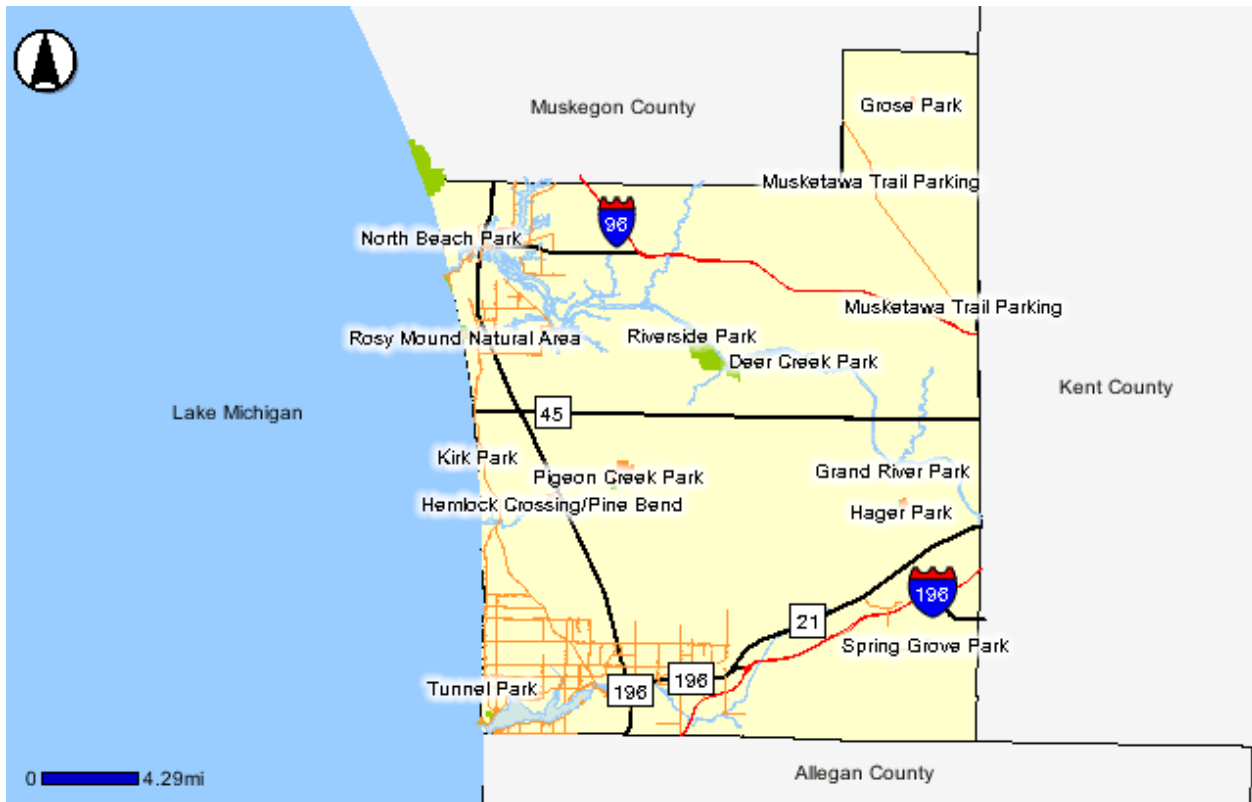 Grose Park
Muskegon County
Musketawa Trail Parking
96
North Beach Park
Musketawa Trail Parking
Rosy Mound Natural Area
Riverside Park
Deer Creek Park
Kent County
Lake Michigan
45
Kirk Park
Pigeon Creek Park
Grand River Park
Hemlock Crossing/Pine Bend
Hager Park
196
21
Spring Grove Park
Tunnel Park
196
196
Allegan County
0 4.29mi